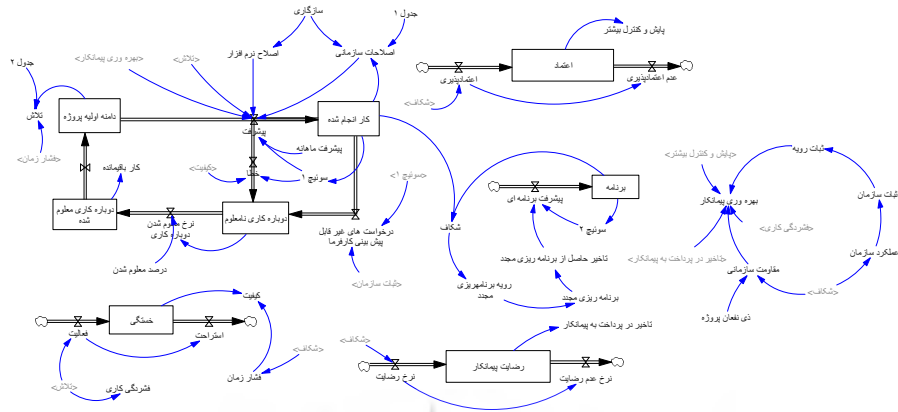 سازگاری
جدول ۱
اصلاح نرم افزار
اصلاحات سازمانی
<تلاش>
<بهره وری پیمانکار>
جدول ۲
تلاش
<فشار زمان>
دامنه اولیه پروژه
پیشرفت
کار انجام شده
پیشرفت ماهانه
سوئیچ ۱
<کیفیت>
خطا
کار باقیمانده
دوباره کاری معلوم
شده
نرخ معلوم شدن
دوباره کاری
دوباره کاری نامعلوم
درصد معلوم شدن
<سوئیچ ۱>
درخواست های غیر قابل
پیش بینی کارفرما
<ثبات سازمان>
پایش و کنترل بیشتر
اعتماد
اعتمادپذیری
عدم اعتمادپذیری
<شکاف>
برنامه
پیشرفت برنامه ای
سوئیچ ۲
شکاف
تاخیر حاصل از برنامه ریزی مجدد
رویه برنامهریزی
مجدد
برنامه ریزی مجدد
ثبات رویه
<پایش و کنترل بیشتر>
بهره وری پیمانکار
ثبات سازمان
<فشردگی کاری>
<تاخیر در پرداخت به پیمانکار>
عملکرد سازمان
مقاومت سازمانی
<شکاف>
ذی نفعان پروژه
کیفیت
خستگی
فعالیت
استراحت
<شکاف>
فشار زمان
<تلاش>
فشردگی کاری
تاخیر در پرداخت به پیمانکار
<شکاف>
رضایت پیمانکار
نرخ رضایت
نرخ عدم رضایت